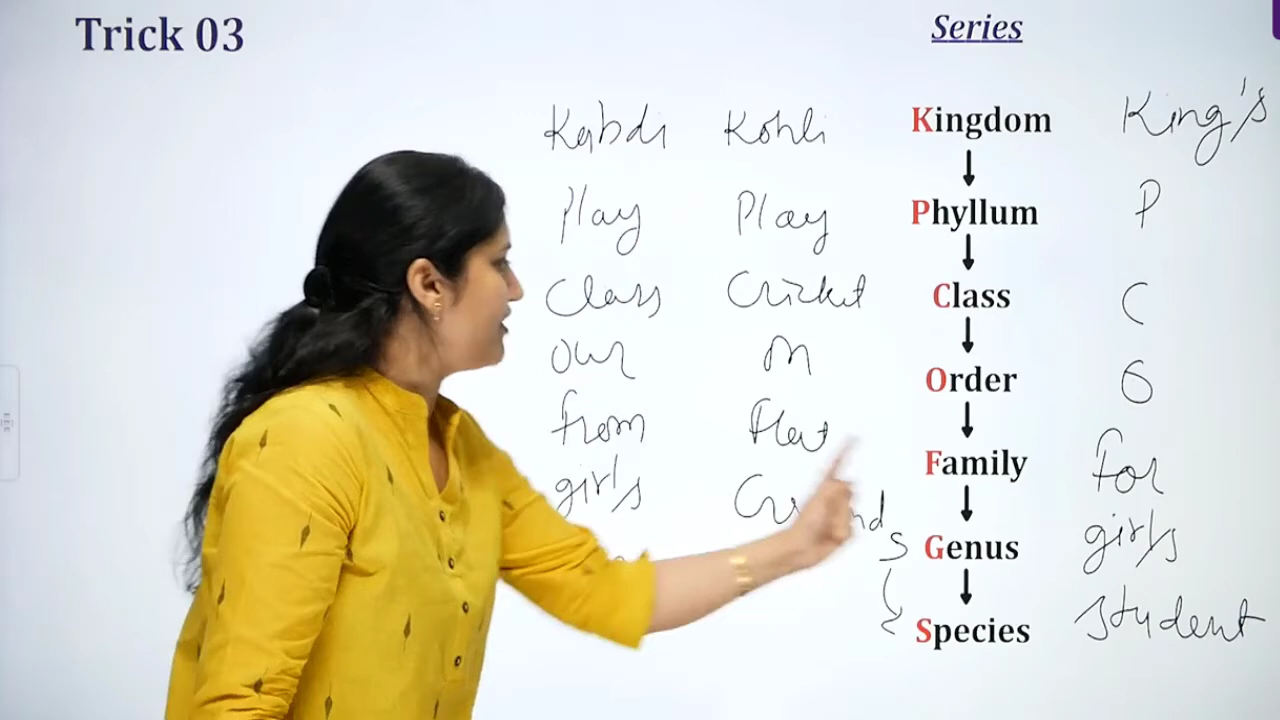 Trick 03 Series
Kabdi Kohli Kingdom King's
Play Play Phyllum P
Class Cricket Class C
our on Order O
from Flat Family for
girls Genus girls
S
Species student